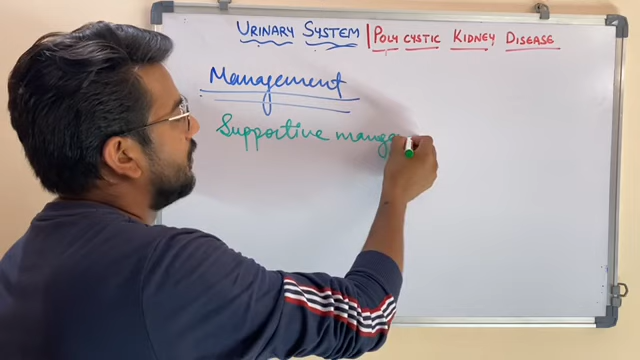 URINARY SYSTEM | POLYCYSTIC KIDNEY DISEASE
Management
Supportive